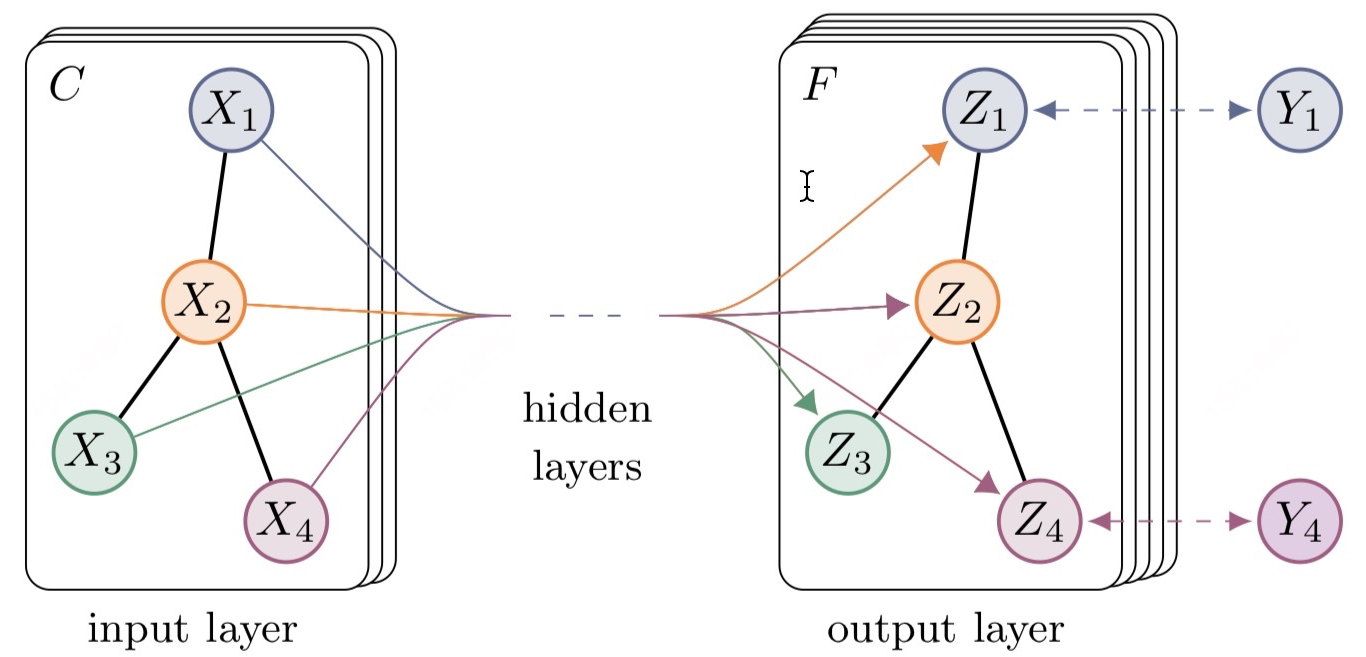 C
X₁
F
Z₁
Y₁
X₂
Z₂
hidden
layers
X₃
Z₃
X₄
Z₄
Y₄
input layer
output layer